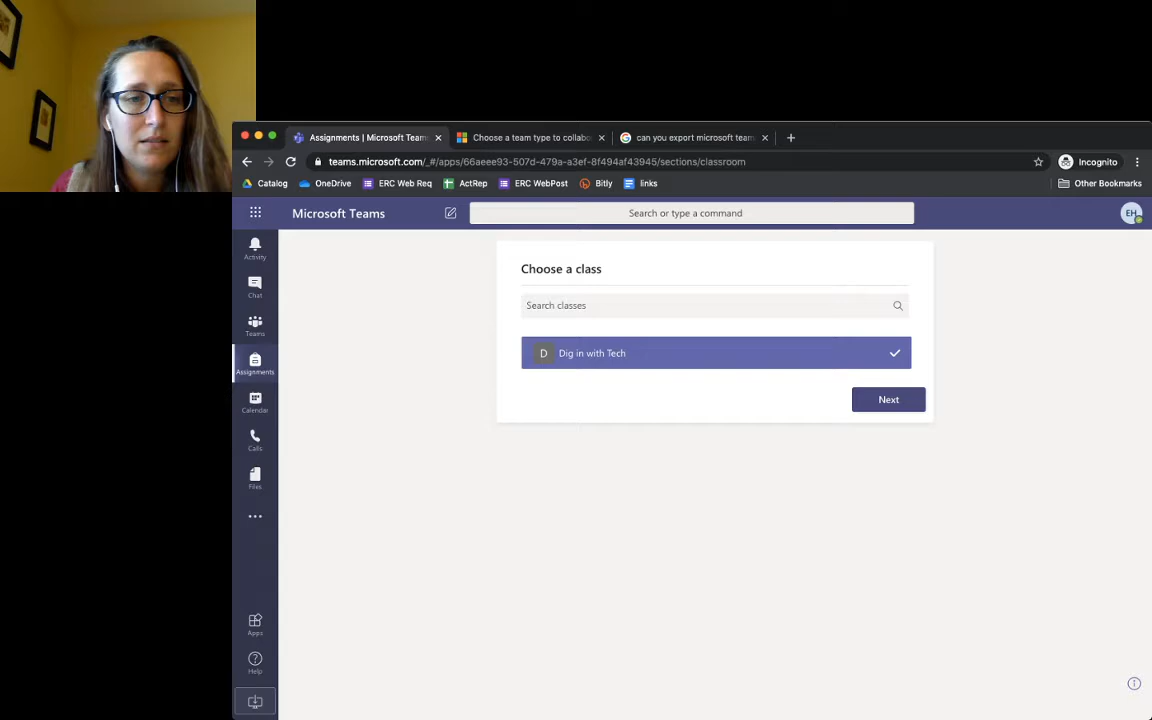 Assignments | Microsoft Teams
Choose a team type to collabo
can you export microsoft team
teams.microsoft.com/_#/apps/66aeee93-507d-479a-a3ef-8f494af43945/sections/classroom
Incognito
Catalog
OneDrive
ERC Web Req
ActRep
ERC WebPost
Bitly
links
Other Bookmarks
Microsoft Teams
Search or type a command
EH
Activity
Chat
Teams
Assignments
Calendar
Calls
Files
Apps
Help
Choose a class
Search classes
D Dig in with Tech
Next